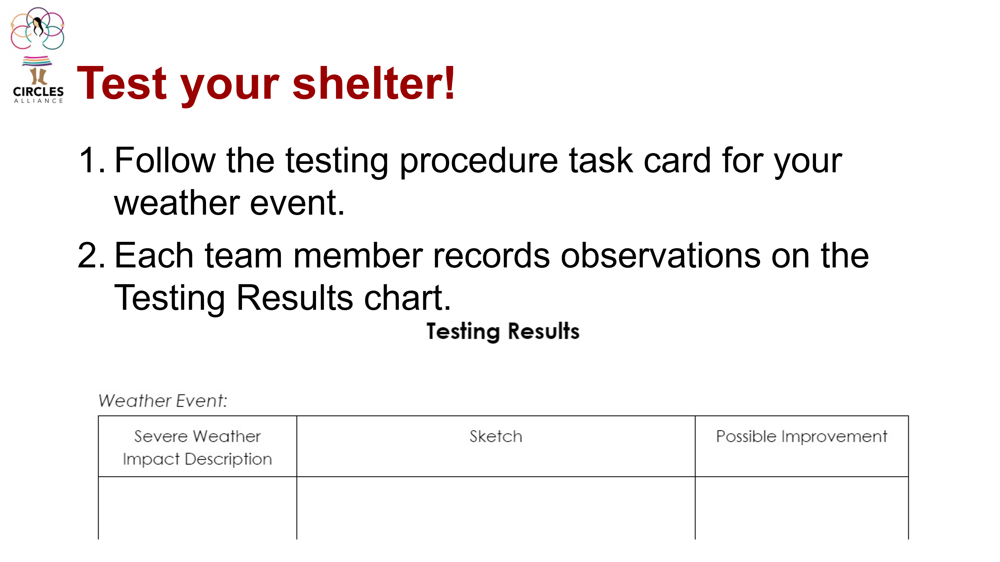 CIRCLES
ALLIANCE
Test your shelter!
1. Follow the testing procedure task card for your
weather event.
2. Each team member records observations on the
Testing Results chart.
Testing Results
Weather Event:
Severe Weather
Impact Description
Sketch
Possible Improvement